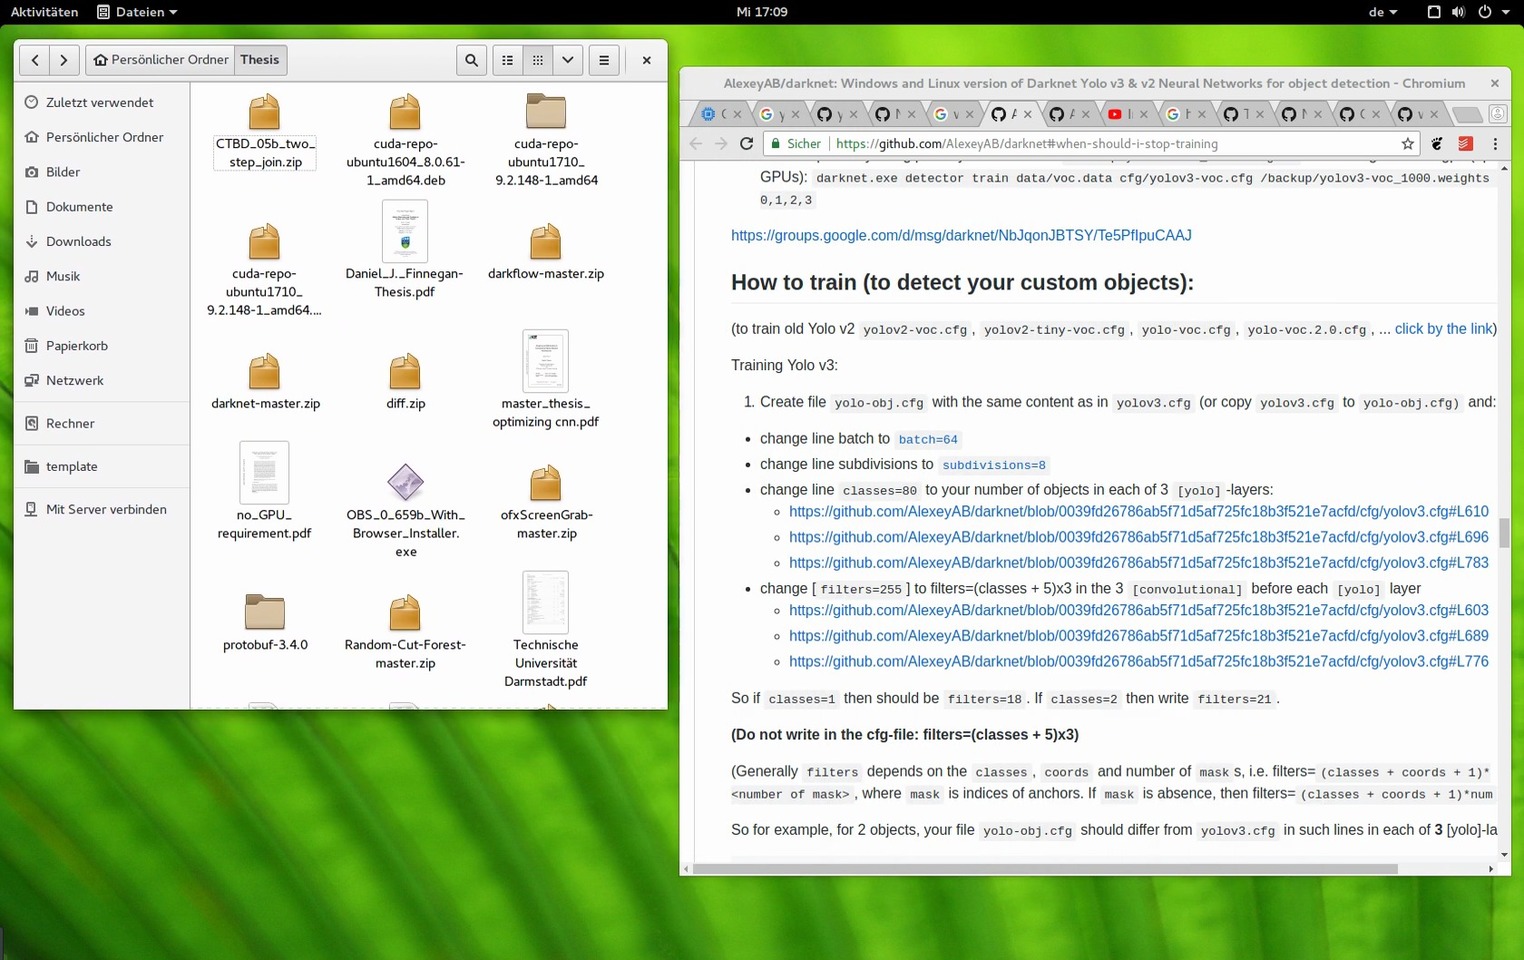 Aktivitäten
Dateien
Mi 17:09
de
Persönlicher Ordner
Thesis
Zuletzt verwendet
Persönlicher Ordner
Bilder
Dokumente
Downloads
Musik
Videos
Papierkorb
Netzwerk
Rechner
template
Mit Server verbinden
CTBD_05b_two_
step_join.zip
cuda-repo-
ubuntu1604_8.0.61-
1_amd64.deb
cuda-repo-
ubuntu1710_
9.2.148-1_amd64
cuda-repo-
ubuntu1710_
9.2.148-1_amd64....
Daniel_J._Finnegan-
Thesis.pdf
darkflow-master.zip
darknet-master.zip
diff.zip
master_thesis_
optimizing cnn.pdf
no_GPU_
requirement.pdf
OBS_0_659b_With_
Browser_Installer.
exe
ofxScreenGrab-
master.zip
protobuf-3.4.0
Random-Cut-Forest-
master.zip
Technische
Universität
Darmstadt.pdf
AlexeyAB/darknet: Windows and Linux version of Darknet Yolo v3 & v2 Neural Networks for object detection - Chromium
Sicher
https://github.com/AlexeyAB/darknet#when-should-i-stop-training
GPUs): darknet.exe detector train data/voc.data cfg/yolov3-voc.cfg /backup/yolov3-voc_1000.weights
0,1,2,3
https://groups.google.com/d/msg/darknet/NbJqonJBTSY/Te5PfIpuCAAJ
How to train (to detect your custom objects):
(to train old Yolo v2 yolov2-voc.cfg , yolov2-tiny-voc.cfg , yolo-voc.cfg , yolo-voc.2.0.cfg , ... click by the link)
Training Yolo v3:
1. Create file yolo-obj.cfg with the same content as in yolov3.cfg (or copy yolov3.cfg to yolo-obj.cfg) and:
• change line batch to batch=64
• change line subdivisions to subdivisions=8
• change line classes=80 to your number of objects in each of 3 [yolo] -layers:
https://github.com/AlexeyAB/darknet/blob/0039fd26786ab5f71d5af725fc18b3f521e7acfd/cfg/yolov3.cfg#L610
https://github.com/AlexeyAB/darknet/blob/0039fd26786ab5f71d5af725fc18b3f521e7acfd/cfg/yolov3.cfg#L696
https://github.com/AlexeyAB/darknet/blob/0039fd26786ab5f71d5af725fc18b3f521e7acfd/cfg/yolov3.cfg#L783
• change [ filters=255 ] to filters=(classes + 5)x3 in the 3 [convolutional] before each [yolo] layer
https://github.com/AlexeyAB/darknet/blob/0039fd26786ab5f71d5af725fc18b3f521e7acfd/cfg/yolov3.cfg#L603
https://github.com/AlexeyAB/darknet/blob/0039fd26786ab5f71d5af725fc18b3f521e7acfd/cfg/yolov3.cfg#L689
https://github.com/AlexeyAB/darknet/blob/0039fd26786ab5f71d5af725fc18b3f521e7acfd/cfg/yolov3.cfg#L776
So if classes=1 then should be filters=18 . If classes=2 then write filters=21 .
(Do not write in the cfg-file: filters=(classes + 5)x3)
(Generally filters depends on the classes , coords and number of mask s, i.e. filters= (classes + coords + 1)*
<number of mask> , where mask is indices of anchors. If mask is absence, then filters= (classes + coords + 1)*num
So for example, for 2 objects, your file yolo-obj.cfg should differ from yolov3.cfg in such lines in each of 3 [yolo]-la